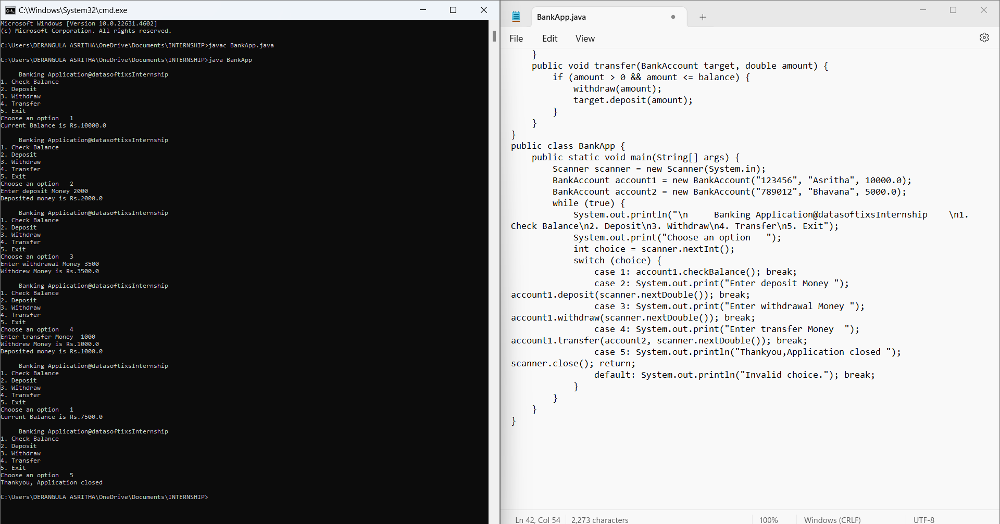 C:\Windows\System32\cmd.exe
Microsoft Windows [Version 10.0.22631.4602]
(c) Microsoft Corporation. All rights reserved.
C:\Users\DERANGULA ASRITHA\OneDrive\Documents\INTERNSHIP>javac BankApp.java
C:\Users\DERANGULA ASRITHA\OneDrive\Documents\INTERNSHIP>java BankApp
     Banking Application@datasoftixsInternship
1. Check Balance
2. Deposit
3. Withdraw
4. Transfer
5. Exit
Choose an option   1
Current Balance is Rs.10000.0
     Banking Application@datasoftixsInternship
1. Check Balance
2. Deposit
3. Withdraw
4. Transfer
5. Exit
Choose an option   2
Enter deposit Money 2000
Deposited money is Rs.2000.0
     Banking Application@datasoftixsInternship
1. Check Balance
2. Deposit
3. Withdraw
4. Transfer
5. Exit
Choose an option   3
Enter withdrawal Money 3500
Withdrew Money is Rs.3500.0
     Banking Application@datasoftixsInternship
1. Check Balance
2. Deposit
3. Withdraw
4. Transfer
5. Exit
Choose an option   4
Enter transfer Money  1000
Withdrew Money is Rs.1000.0
Deposited money is Rs.1000.0
     Banking Application@datasoftixsInternship
1. Check Balance
2. Deposit
3. Withdraw
4. Transfer
5. Exit
Choose an option   1
Current Balance is Rs.7500.0
     Banking Application@datasoftixsInternship
1. Check Balance
2. Deposit
3. Withdraw
4. Transfer
5. Exit
Choose an option   5
Thankyou, Application closed
C:\Users\DERANGULA ASRITHA\OneDrive\Documents\INTERNSHIP>
BankApp.java
File Edit View
    }
    public void transfer(BankAccount target, double amount) {
        if (amount > 0 && amount <= balance) {
            withdraw(amount);
            target.deposit(amount);
        }
    }
}
public class BankApp {
    public static void main(String[] args) {
        Scanner scanner = new Scanner(System.in);
        BankAccount account1 = new BankAccount("123456", "Asritha", 10000.0);
        BankAccount account2 = new BankAccount("789012", "Bhavana", 5000.0);
        while (true) {
            System.out.println("\n     Banking Application@datasoftixsInternship    \n1.
Check Balance\n2. Deposit\n3. Withdraw\n4. Transfer\n5. Exit");
            System.out.print("Choose an option   ");
            int choice = scanner.nextInt();
            switch (choice) {
                case 1: account1.checkBalance(); break;
                case 2: System.out.print("Enter deposit Money ");
account1.deposit(scanner.nextDouble()); break;
                case 3: System.out.print("Enter withdrawal Money ");
account1.withdraw(scanner.nextDouble()); break;
                case 4: System.out.print("Enter transfer Money  ");
account1.transfer(account2, scanner.nextDouble()); break;
                case 5: System.out.println("Thankyou,Application closed ");
scanner.close(); return;
                default: System.out.println("Invalid choice."); break;
            }
        }
    }
}
Ln 42, Col 54 2,273 characters 100% Windows (CRLF) UTF-8